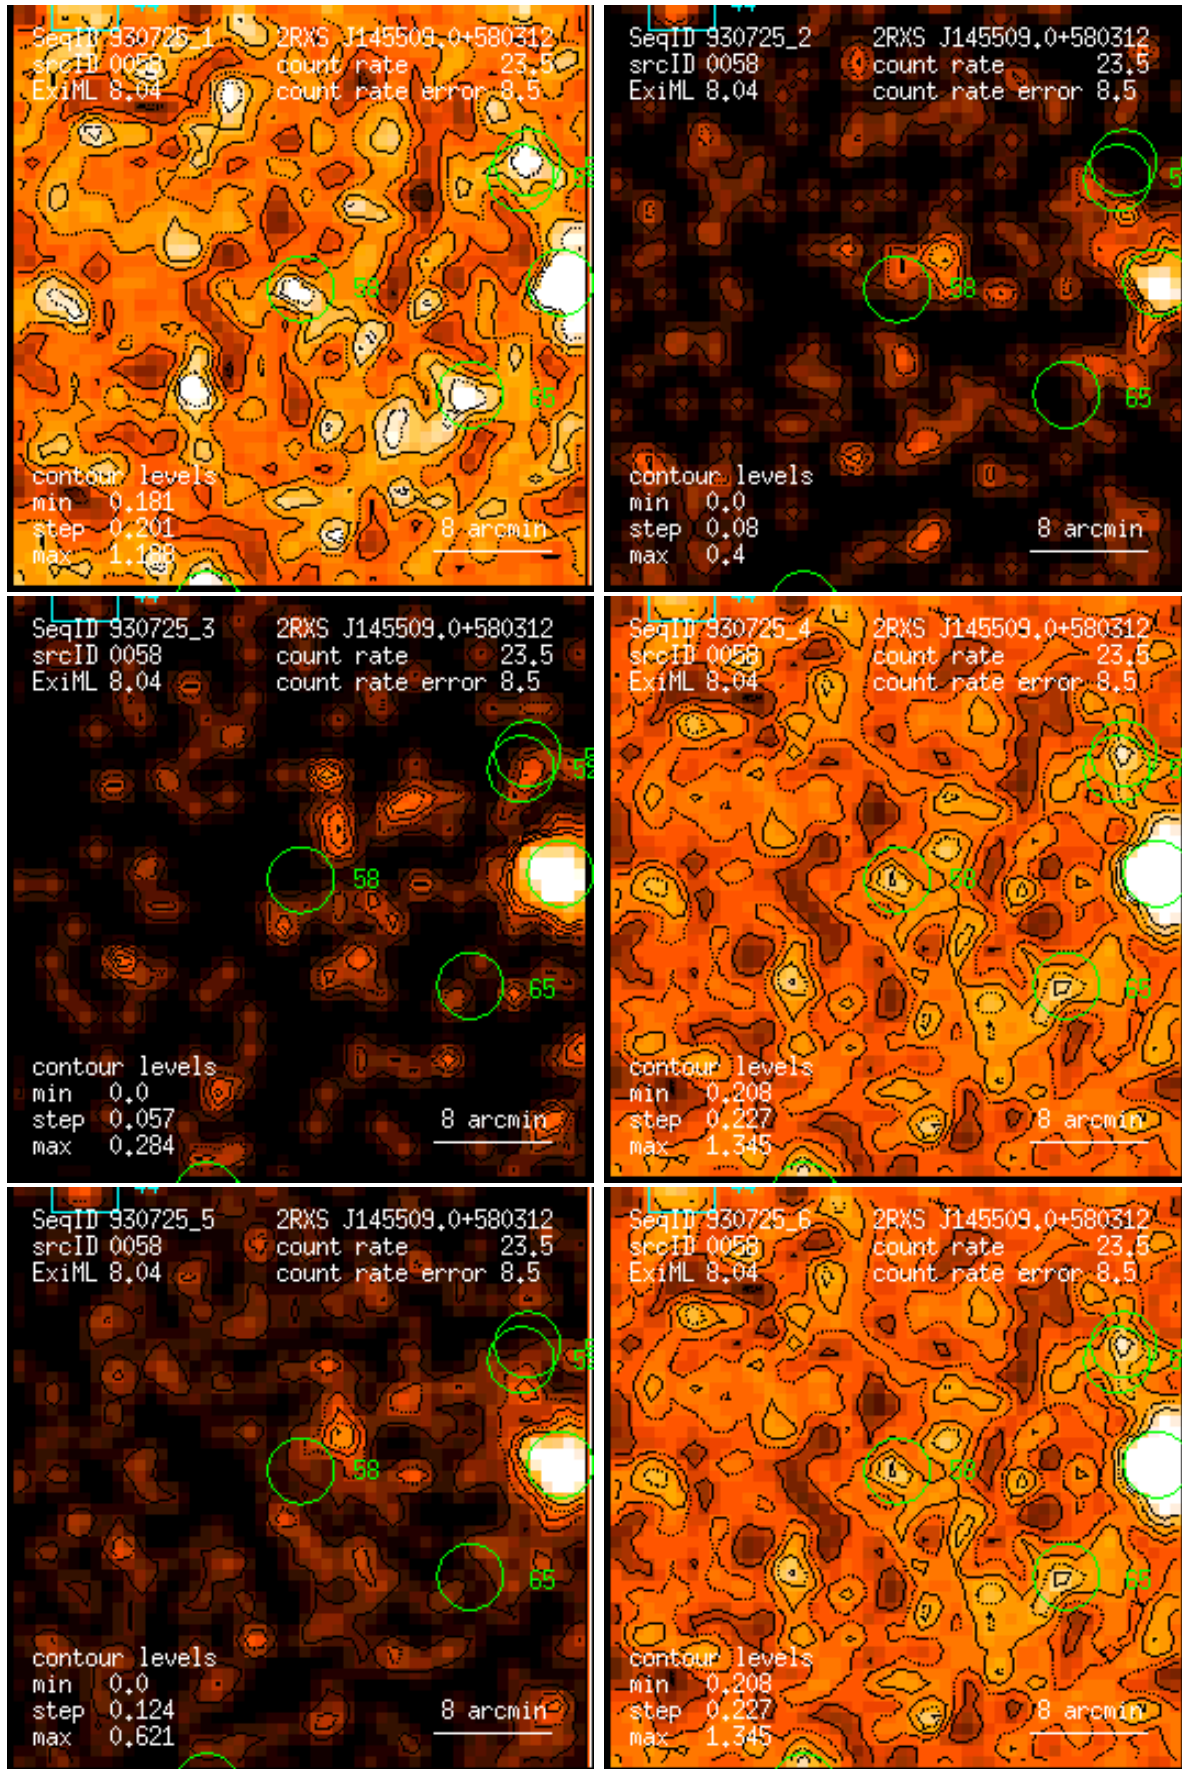 44
SeqID 930725_1 2RXS J145509.0+580312
srcID 0058 count rate 23.5
ExiML 8.04 count rate error 8.5
58
65
contour levels
min 0.181
step 0.201 8 arcmin
max 1.188
44
SeqID 930725_2 2RXS J145509.0+580312
srcID 0058 count rate 23.5
ExiML 8.04 count rate error 8.5
58
65
contour levels
min 0.0
step 0.08 8 arcmin
max 0.4
44
SeqID 930725_3 2RXS J145509.0+580312
srcID 0058 count rate 23.5
ExiML 8.04 count rate error 8.5
58
65
contour levels
min 0.0
step 0.057 8 arcmin
max 0.284
44
SeqID 930725_4 2RXS J145509.0+580312
srcID 0058 count rate 23.5
ExiML 8.04 count rate error 8.5
58
65
contour levels
min 0.208
step 0.227 8 arcmin
max 1.345
44
SeqID 930725_5 2RXS J145509.0+580312
srcID 0058 count rate 23.5
ExiML 8.04 count rate error 8.5
58
65
contour levels
min 0.0
step 0.124 8 arcmin
max 0.621
44
SeqID 930725_6 2RXS J145509.0+580312
srcID 0058 count rate 23.5
ExiML 8.04 count rate error 8.5
58
65
contour levels
min 0.208
step 0.227 8 arcmin
max 1.345